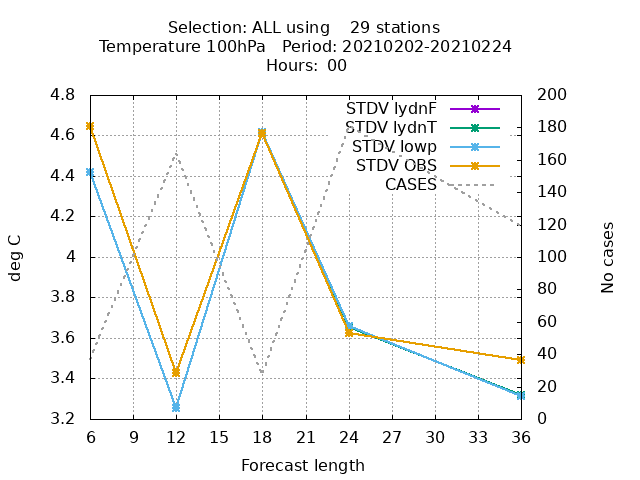 Selection: ALL using    29 stations
Temperature 100hPa   Period: 20210202-20210224
Hours: 00
4.8
4.6
4.4
4.2
4
3.8
3.6
3.4
3.2
200
180
160
140
120
100
80
60
40
20
0
deg C
No cases
STDV lydnF
STDV lydnT
STDV lowp
STDV OBS
CASES
6 9 12 15 18 21 24 27 30 33 36
Forecast length